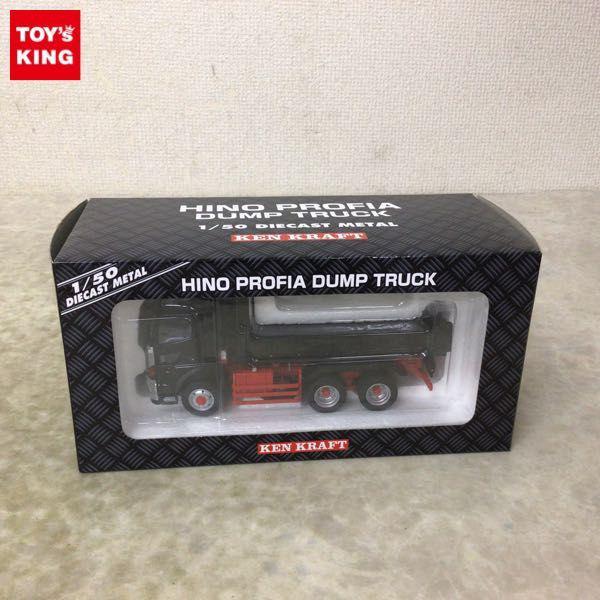 TOY'S
KING
HINO PROFIA
DUMP TRUCK
1/50 DIECAST METAL
KEN KRAFT
1/50
DIECAST METAL
HINO PROFIA DUMP TRUCK
KEN KRAFT